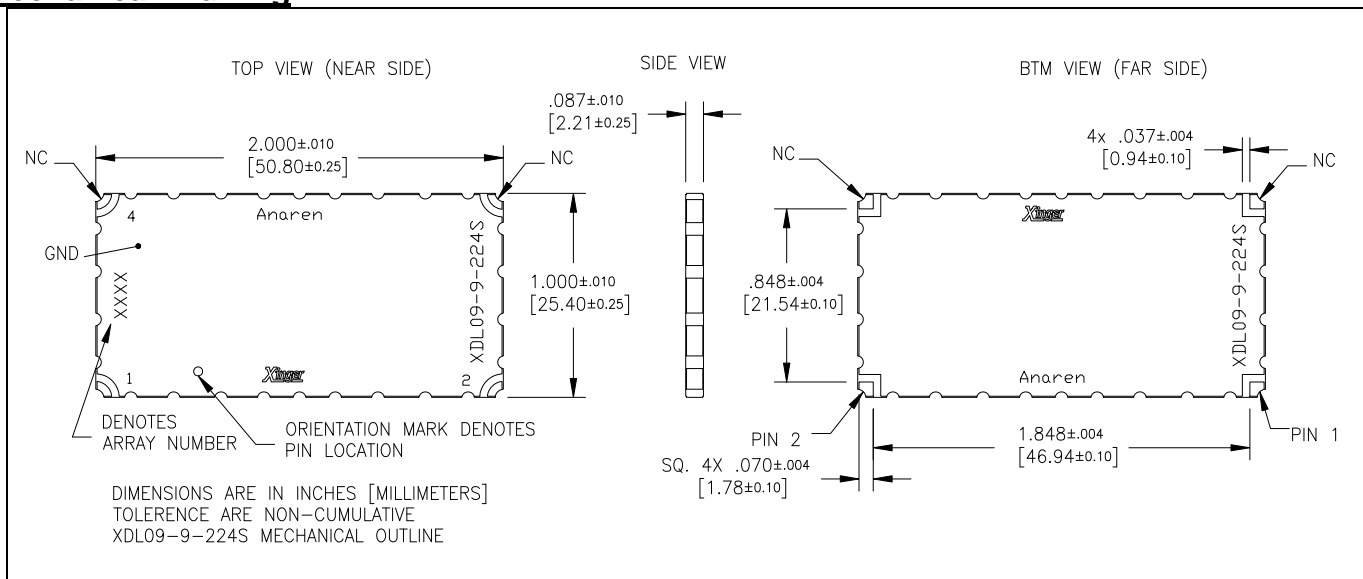 TOP VIEW (NEAR SIDE)
SIDE VIEW
BTM VIEW (FAR SIDE)
.087±.010
[2.21±0.25]
2.000±.010
[50.80±0.25]
NC
NC
4x .037±.004
[0.94±0.10]
NC
NC
4
Anaren
GND
XXXX
XDL09-9-224S
1.000±.010
[25.40±0.25]
.848±.004
[21.54±0.10]
Xinger
XDL09-9-224S
1
Xinger
2
Anaren
DENOTES
ARRAY NUMBER
ORIENTATION MARK DENOTES
PIN LOCATION
PIN 2
1.848±.004
[46.94±0.10]
PIN 1
SQ. 4X .070±.004
[1.78±0.10]
DIMENSIONS ARE IN INCHES [MILLIMETERS]
TOLERENCE ARE NON-CUMULATIVE
XDL09-9-224S MECHANICAL OUTLINE